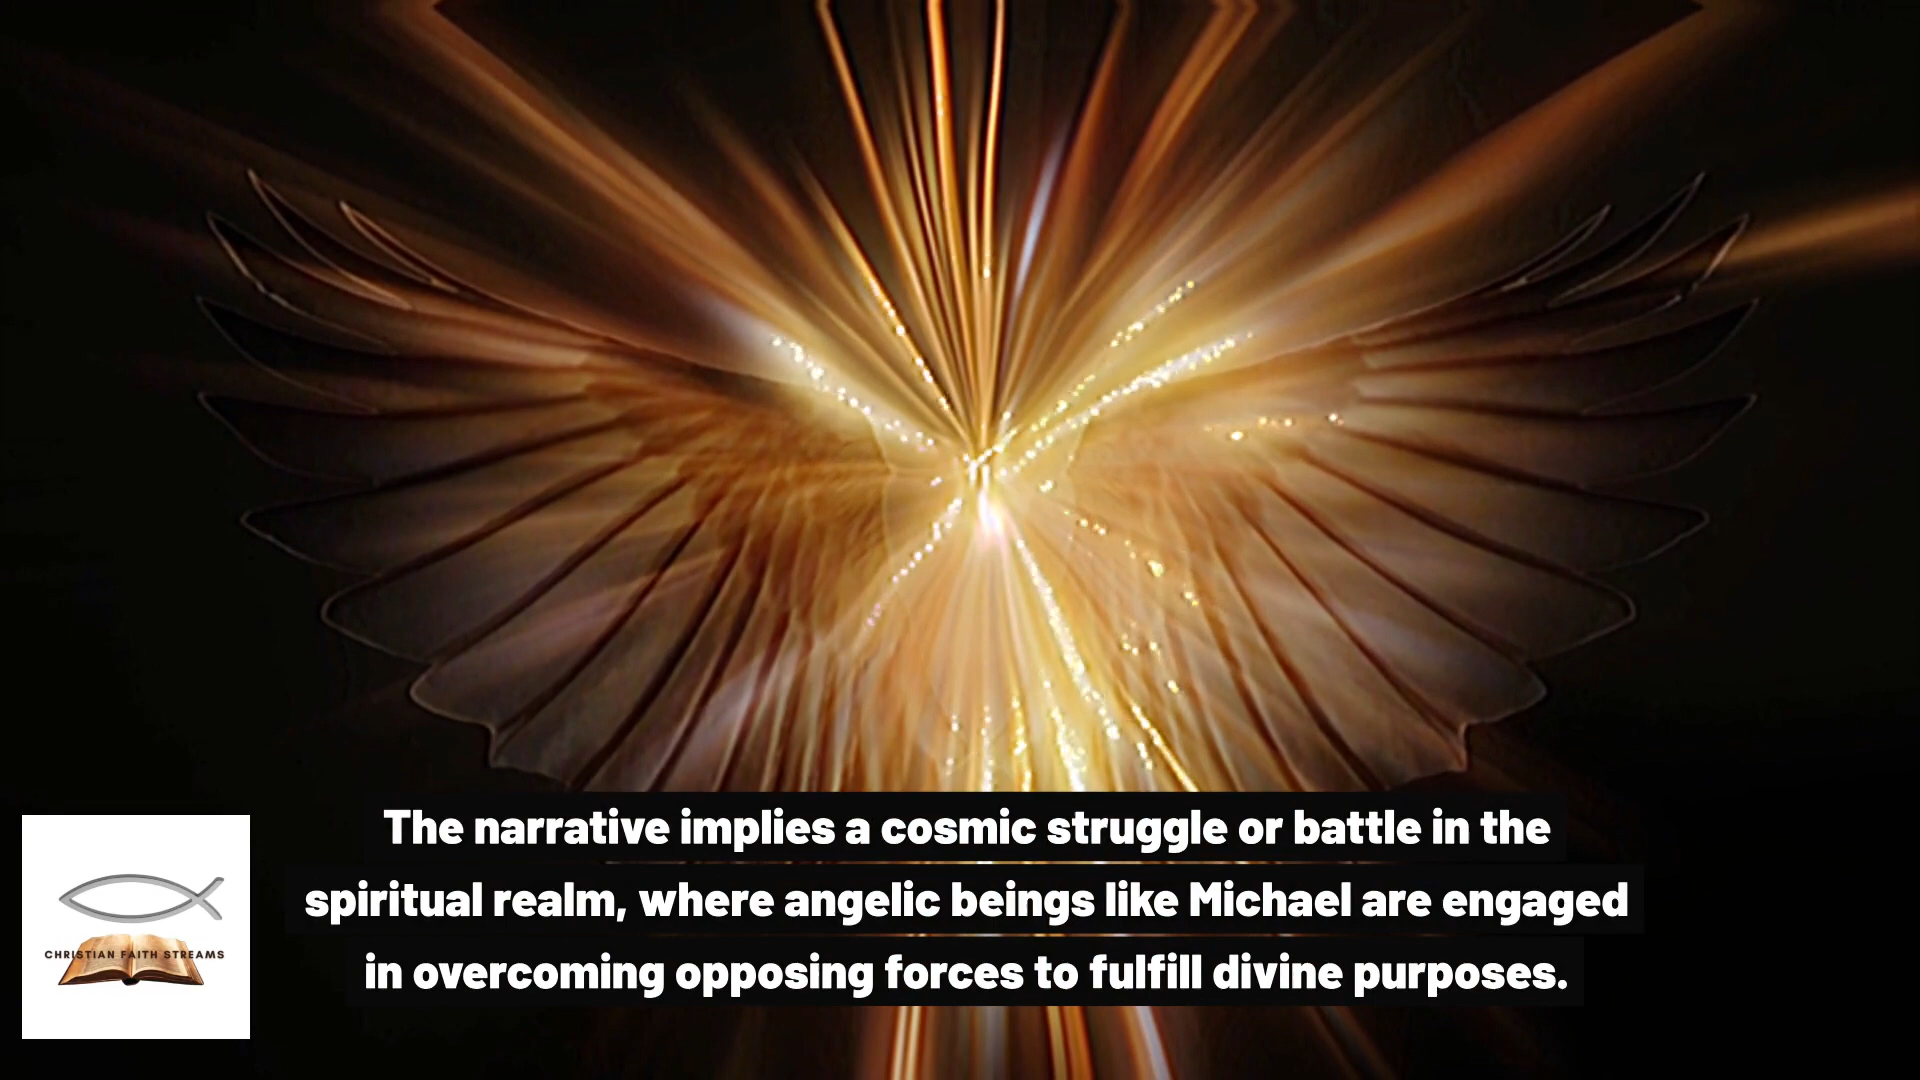 The narrative implies a cosmic struggle or battle in the
spiritual realm, where angelic beings like Michael are engaged
in overcoming opposing forces to fulfill divine purposes.
CHRISTIAN FAITH STREAMS